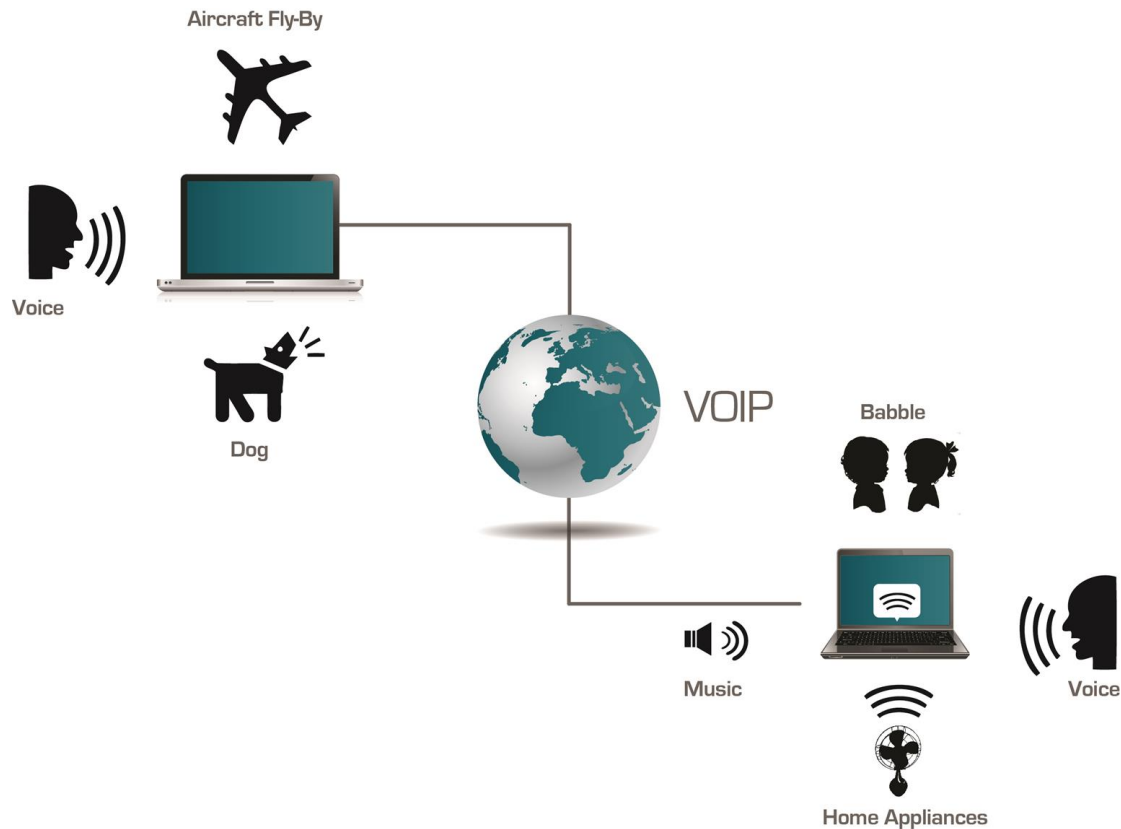 Aircraft Fly-By
Voice
Dog
VOIP
Babble
Music
Voice
Home Appliances